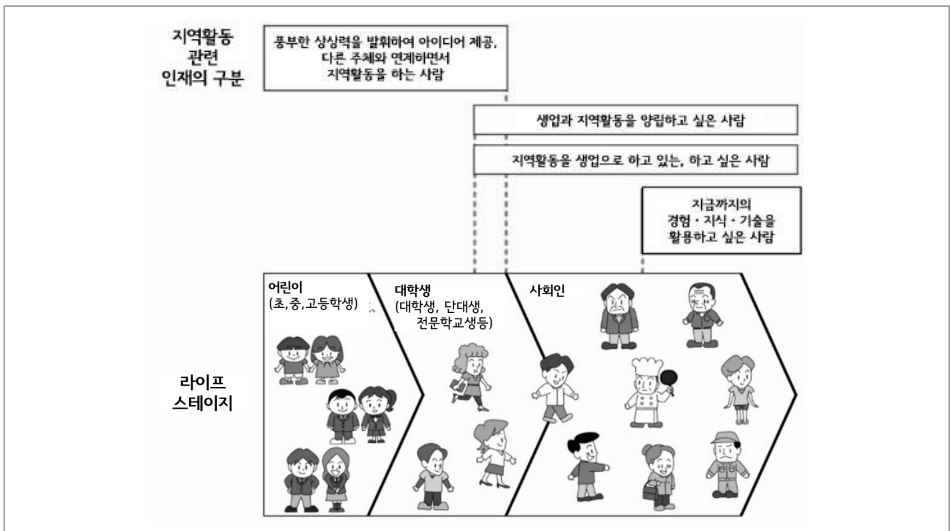 지역활동
관련
인재의 구분
풍부한 상상력을 발휘하여 아이디어 제공,
다른 주체와 연계하면서
지역활동을 하는 사람
생업과 지역활동을 양립하고 싶은 사람
지역활동을 생업으로 하고 있는, 하고 싶은 사람
지금까지의
경험・지식・기술을
활용하고 싶은 사람
라이프
스테이지
어린이
(초,중,고등학생)
대학생
(대학생, 단대생,
전문학교생등)
사회인